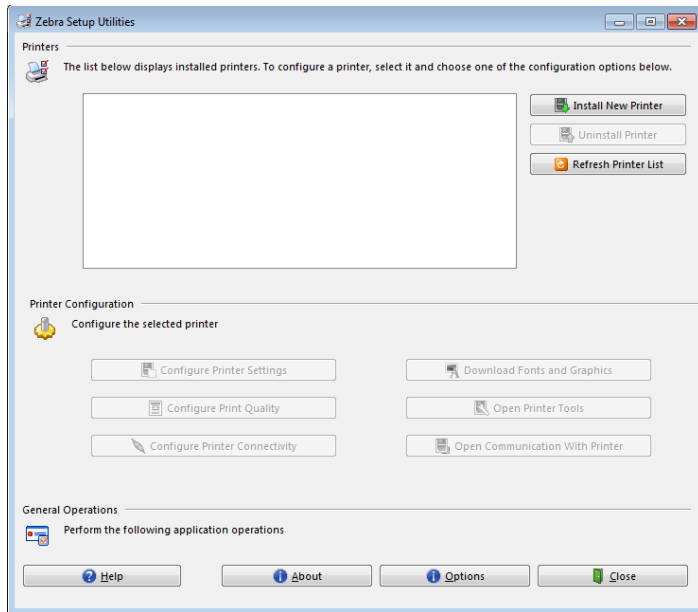 Zebra Setup Utilities
Printers
The list below displays installed printers. To configure a printer, select it and choose one of the configuration options below.
Install New Printer
Uninstall Printer
Refresh Printer List
Printer Configuration
Configure the selected printer
Configure Printer Settings
Download Fonts and Graphics
Configure Print Quality
Open Printer Tools
Configure Printer Connectivity
Open Communication With Printer
General Operations
Perform the following application operations
Help
About
Options
Close